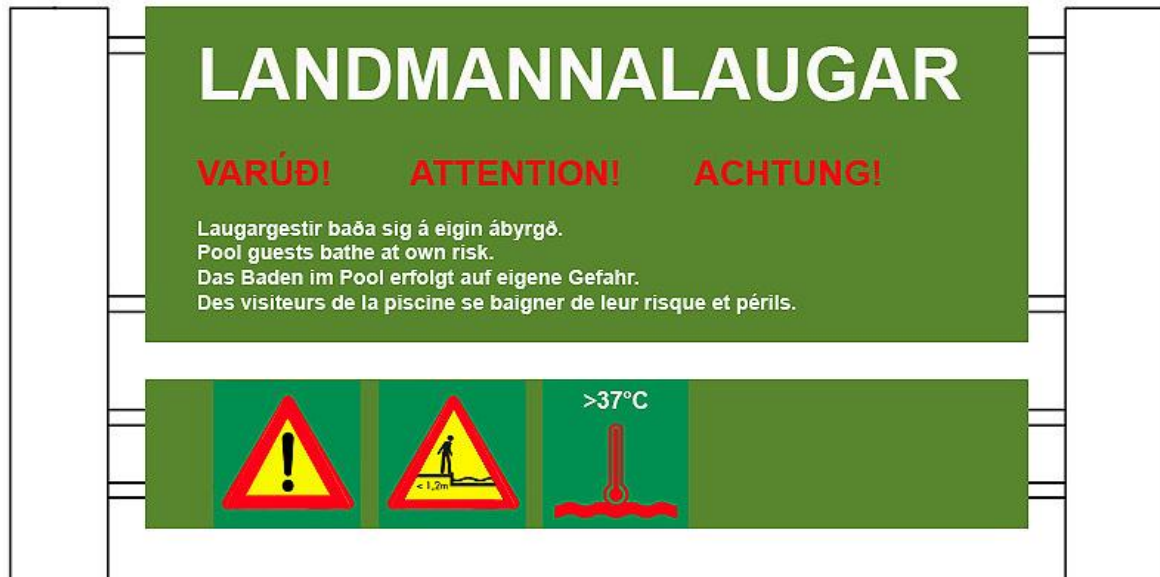 LANDMANNALAUGAR
VARÚÐ! ATTENTION! ACHTUNG!
Laugargestir baða sig á eigin ábyrgð.
Pool guests bathe at own risk.
Das Baden im Pool erfolgt auf eigene Gefahr.
Des visiteurs de la piscine se baigner de leur risque et périls.
>37°C
!
< 1,2m